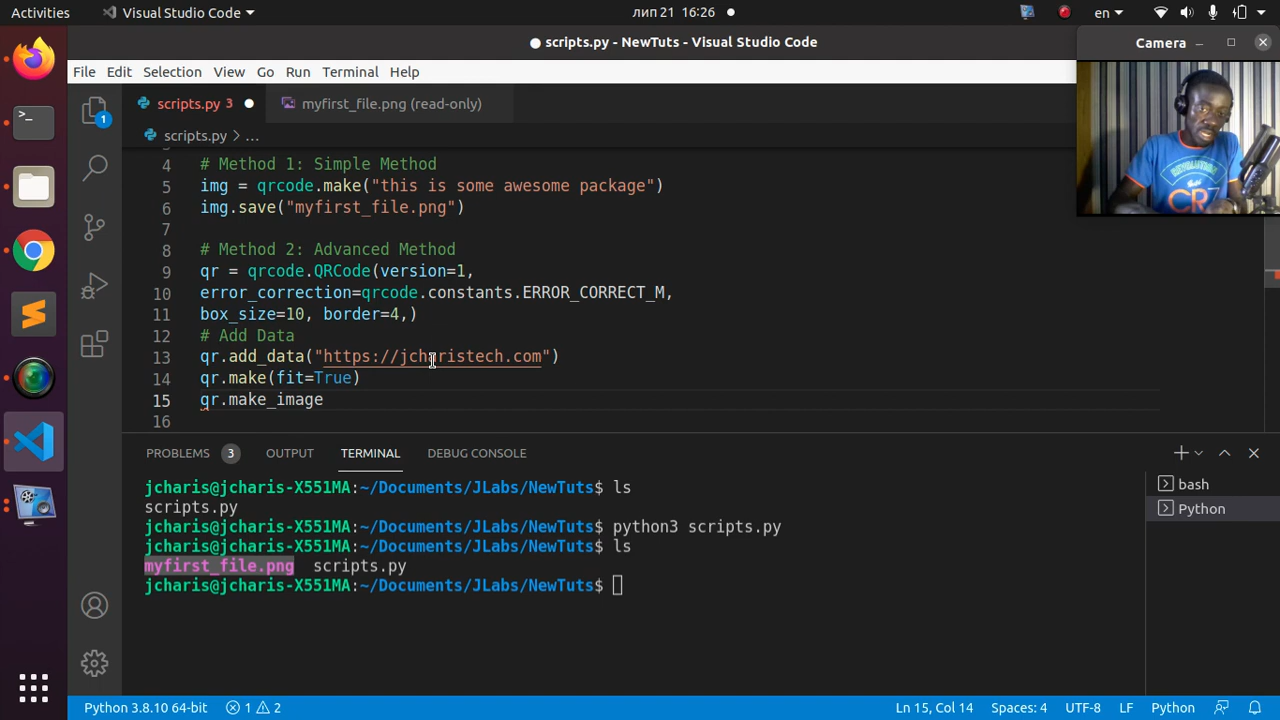 Activities
Visual Studio Code
лип 21 16:26
en
scripts.py - NewTuts - Visual Studio Code
Camera
File Edit Selection View Go Run Terminal Help
scripts.py 3
myfirst_file.png (read-only)
scripts.py > ...
4 # Method 1: Simple Method
5 img = qrcode.make("this is some awesome package")
6 img.save("myfirst_file.png")
7
8 # Method 2: Advanced Method
9 qr = qrcode.QRCode(version=1,
10 error_correction=qrcode.constants.ERROR_CORRECT_M,
11 box_size=10, border=4,)
12 # Add Data
13 qr.add_data("https://jcharistech.com")
14 qr.make(fit=True)
15 qr.make_image
16
PROBLEMS 3 OUTPUT TERMINAL DEBUG CONSOLE
jcharis@jcharis-X551MA:~/Documents/JLabs/NewTuts$ ls
scripts.py
jcharis@jcharis-X551MA:~/Documents/JLabs/NewTuts$ python3 scripts.py
jcharis@jcharis-X551MA:~/Documents/JLabs/NewTuts$ ls
myfirst_file.png scripts.py
jcharis@jcharis-X551MA:~/Documents/JLabs/NewTuts$
bash
Python
Python 3.8.10 64-bit
1 2
Ln 15, Col 14
Spaces: 4
UTF-8
LF
Python